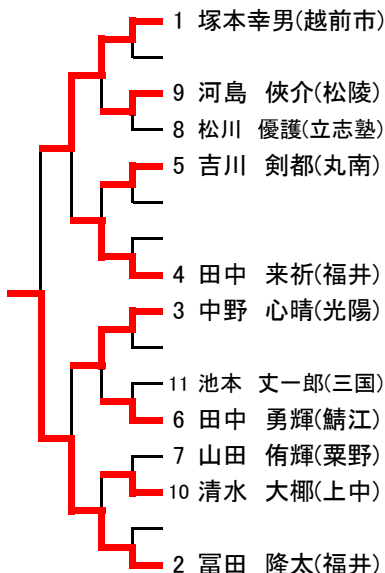 1 塚本幸男(越前市)
9 河島 俠介(松陵)
8 松川 優護(立志塾)
5 吉川 剣都(丸南)
4 田中 来祈(福井)
3 中野 心晴(光陽)
11 池本 丈一郎(三国)
6 田中 勇輝(鯖江)
7 山田 侑輝(粟野)
10 清水 大椰(上中)
2 冨田 隆太(福井)